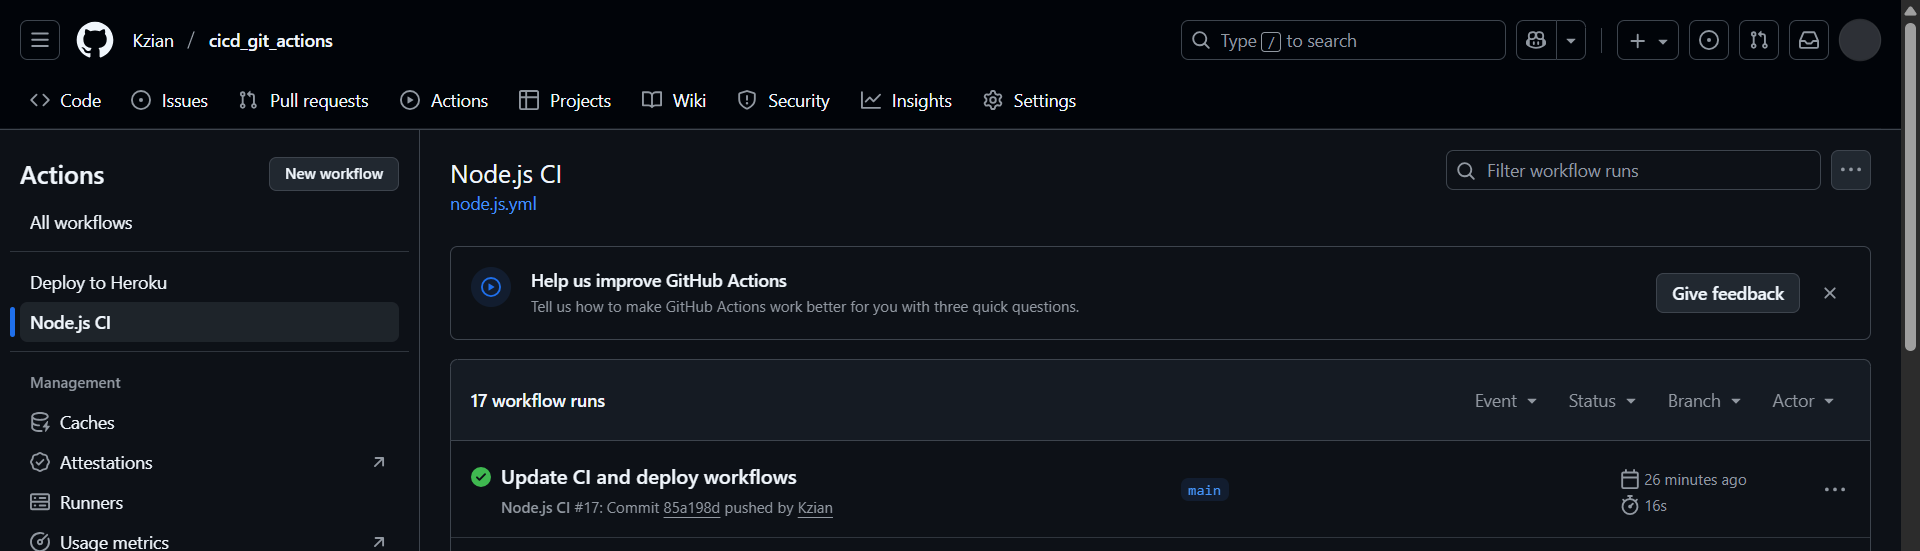 Kzian / cicd_git_actions
Type / to search
Code Issues Pull requests Actions Projects Wiki Security Insights Settings
Actions
New workflow
All workflows
Deploy to Heroku
Node.js CI
Management
Caches
Attestations
Runners
Usage metrics
Node.js CI
node.js.yml
Filter workflow runs
Help us improve GitHub Actions
Tell us how to make GitHub Actions work better for you with three quick questions.
Give feedback
17 workflow runs
Event Status Branch Actor
Update CI and deploy workflows
Node.js CI #17: Commit 85a198d pushed by Kzian
main
26 minutes ago
16s